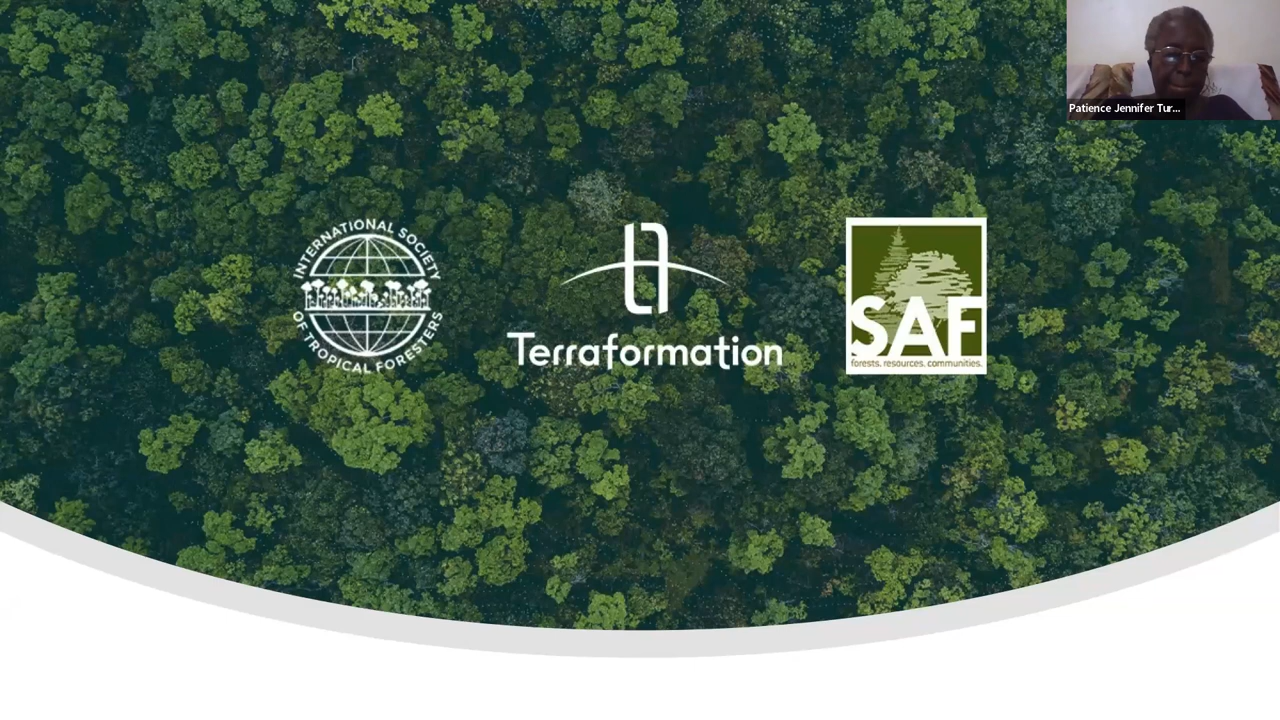 Patience Jennifer Tur...
INTERNATIONAL SOCIETY
OF TROPICAL FORESTERS
Terraformation
SAF
forests. resources. communities.